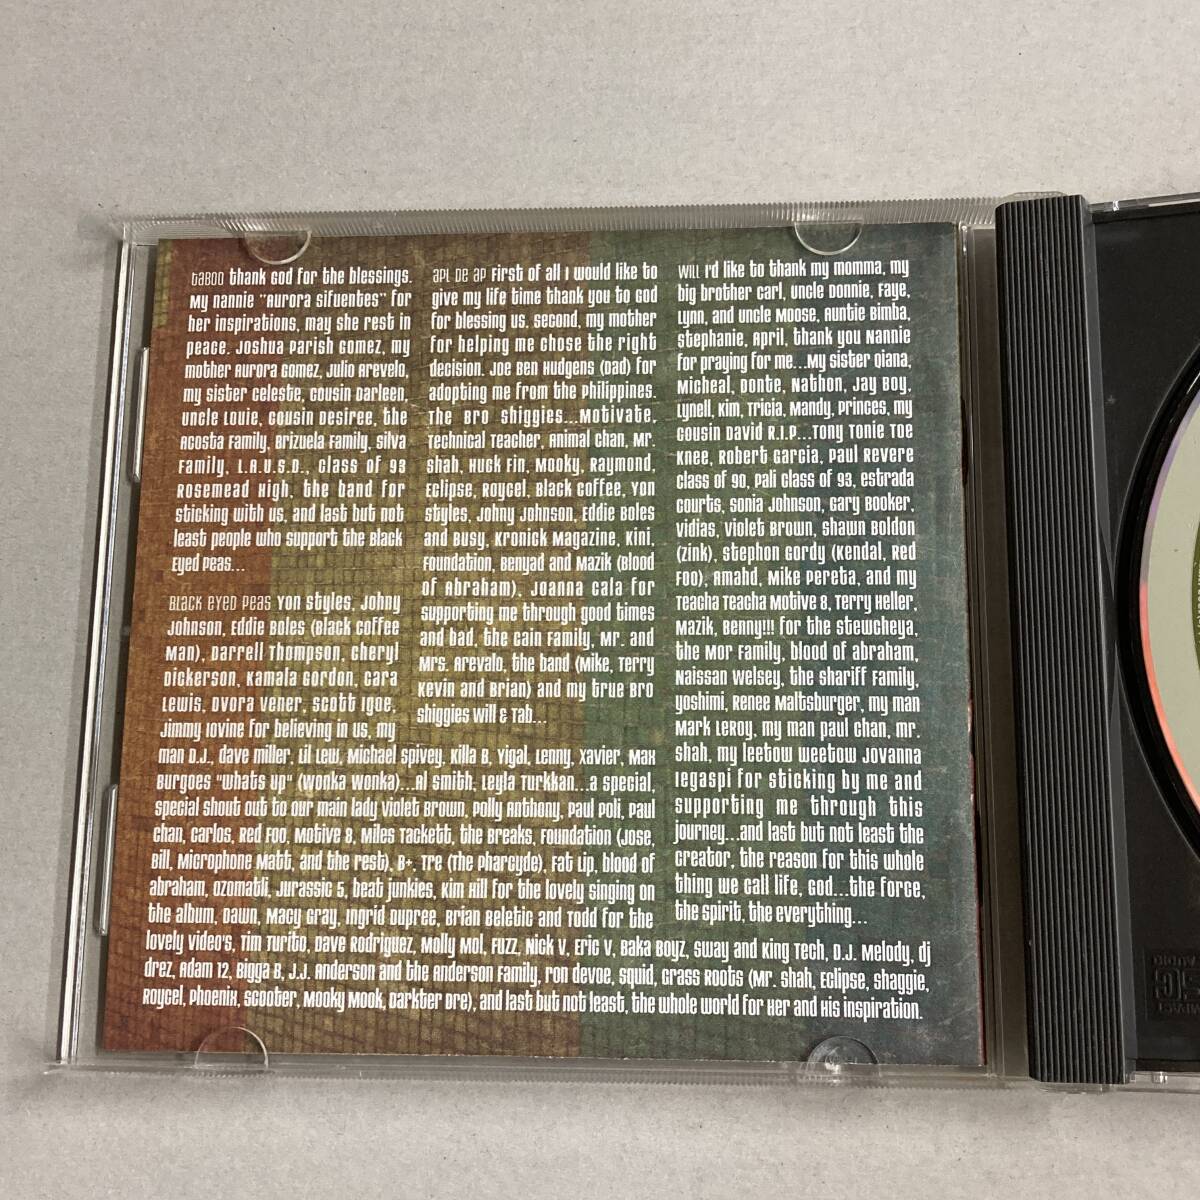 taboo thank God for the blessings.
My nannie "Aurora Sifuentes" for
her inspirations, may she rest in
peace. Joshua Parish Gomez, my
mother Aurora Gomez, Julio Arevelo,
my sister Celeste, cousin Darleen,
uncle Louie, cousin Desiree, the
Acosta family, Brizuela family, Silva
family, L.A.U.S.D., class of 93
Rosemead High, the band for
sticking with us, and last but not
least people who support the Black
Eyed Peas...
BLACK EYED PEAS Yon Styles, Johny
Johnson, Eddie Boles (Black Coffee
Man), Darrell Thompson, Cheryl
Dickerson, Kamala Gordon, Cara
Lewis, Dvora Vener, Scott Igoe,
Jimmy Iovine for believing in us, my
man D.J., Dave Miller, Lil Lew, Michael Spivey, Killa B, Yigal, Lenny, Xavier, Max
Burgoes "whats up" (wonka wonka)...Al Smith, Leyla Turkkan...a special,
special shout out to our main lady Violet Brown, Polly Anthony, Paul Poli, Paul
Chan, Carlos, Red Foo, Motive 8, Miles Tackett, the Breaks, Foundation (Jose,
Bill, Microphone Matt, and the rest), B+, Tre (The Pharcyde), Fat Lip, Blood of
Abraham, Ozomatli, Jurassic 5, Beat Junkies, Kim Hill for the lovely singing on
the album, Dawn, Macy Gray, Ingrid Dupree, Brian Beletic and Todd for the
lovely video's, Tim Turito, Dave Rodriguez, Molly Mol, Fuzz, Nick V, Eric V, Baka Boyz, Sway and King Tech, D.J. Melody, dj
drez, Adam 12, Bigga B, J.J. Anderson and the Anderson Family, Ron Devoe, Squid, Grass Roots (Mr. Shah, Eclipse, Shaggie,
Roycel, Phoenix, Scooter, Mooky Mook, Darkter Dre), and last but not least, the whole world for Her and His inspiration.
APL DE AP First of all I would like to
give my life time thank you to God
for blessing us. Second, my mother
for helping me chose the right
decision. Joe Ben Hudgens (Dad) for
adopting me from the Philippines.
The Bro Shiggies...Motivate,
Technical Teacher, Animal Chan, Mr.
Shah, Huck Fin, Mooky, Raymond,
Eclipse, Roycel, Black Coffee, Yon
Styles, Johny Johnson, Eddie Boles
and Busy, Kronick Magazine, Kini,
Foundation, Benyad and Mazik (Blood
of Abraham), Joanna Cala for
supporting me through good times
and bad, the Cain Family, Mr. and
Mrs. Arevalo, the band (Mike, Terry
Kevin and Brian) and my true Bro
Shiggies Will & Tab...
WILL I'd like to thank my momma, my
big brother Carl, Uncle Donnie, Faye,
Lynn, and Uncle Moose, Auntie Bimba,
Stephanie, April, thank you Nannie
for praying for me...My sister Diana,
Micheal, Donte, Nathon, Jay Boy,
Lynell, Kim, Tricia, Mandy, Princes, my
cousin David R.I.P...Tony Tonie Toe
Knee, Robert Garcia, Paul Revere
class of 90, Pali class of 93, Estrada
Courts, Sonia Johnson, Gary Booker,
Vidias, Violet Brown, Shawn Boldon
(Zink), Stephon Gordy (Kendal, Red
Foo), Amahd, Mike Pereta, and my
Teacha Teacha Motive 8, Terry Heller,
Mazik, Benny!!! for the stewcheya,
the Mor Family, Blood of Abraham,
Naissan Welsey, the Shariff Family,
Yoshimi, Renee Maltsburger, my man
Mark LeRoy, my man Paul Chan, Mr.
Shah, my leetow weetow Jovanna
Legaspi for sticking by me and
supporting me through this
journey...and last but not least the
creator, the reason for this whole
thing we call life, God...the force,
the spirit, the everything...